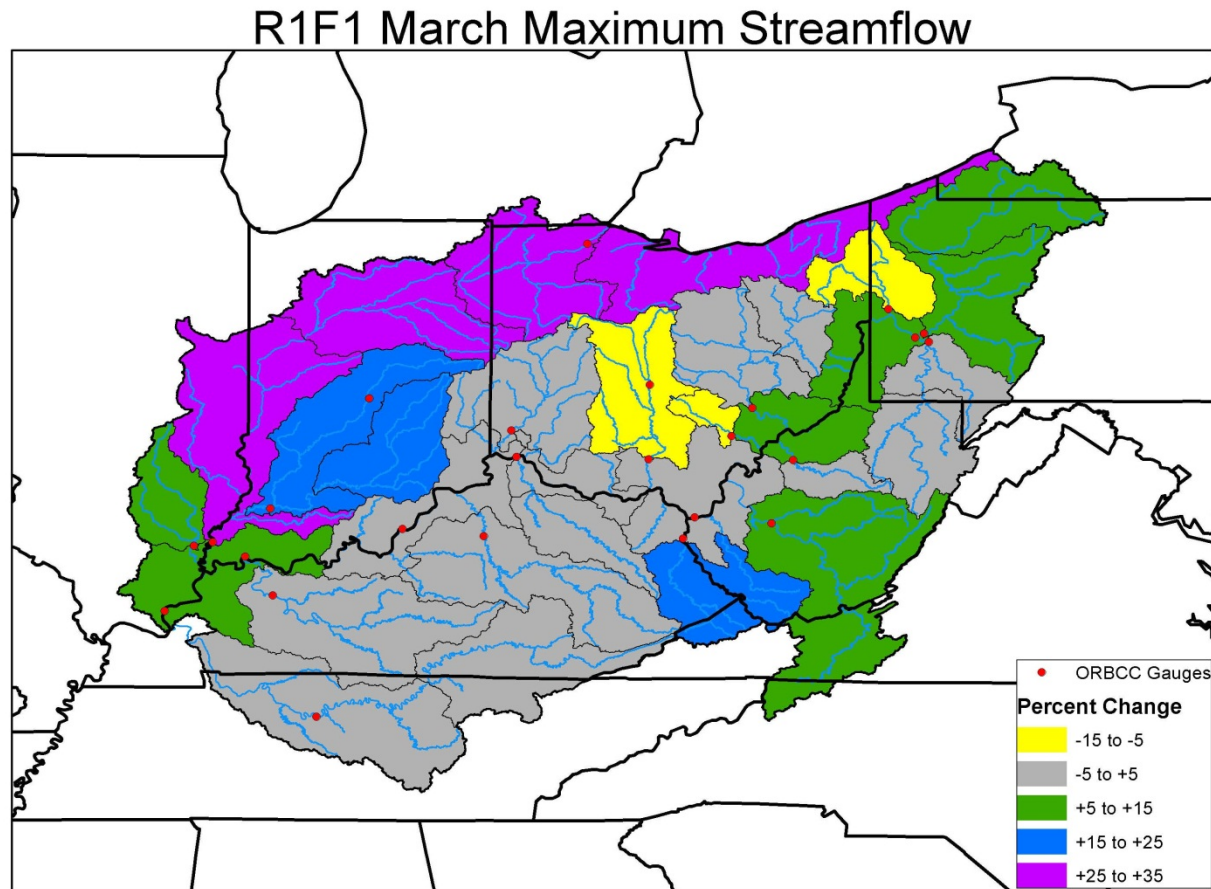 R1F1 March Maximum Streamflow
ORBCC Gauges
Percent Change
-15 to -5
-5 to +5
+5 to +15
+15 to +25
+25 to +35